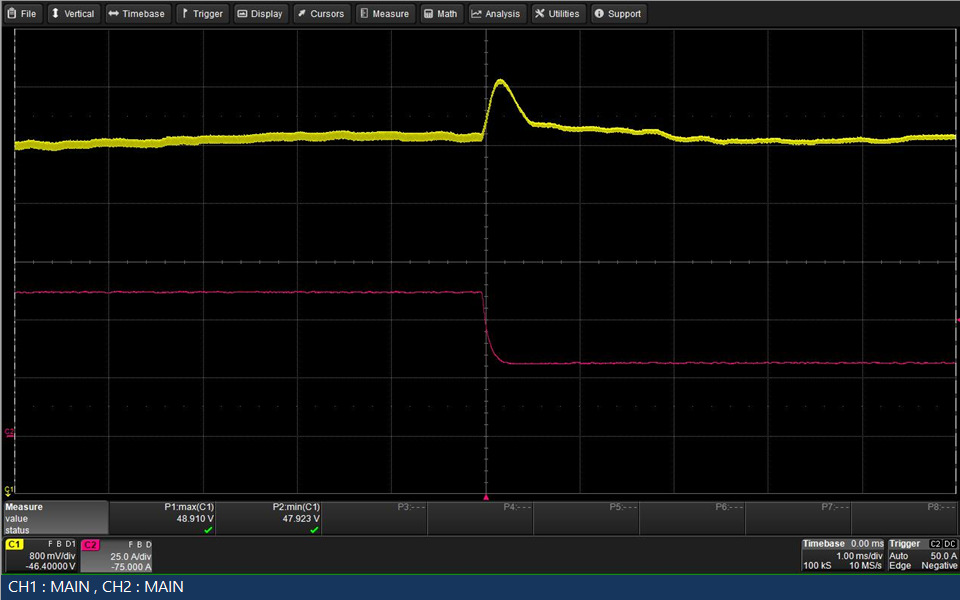 File Vertical Timebase Trigger Display Cursors Measure Math Analysis Utilities Support
C2
C1
Measure P1:max(C1) P2:min(C1) P3:--- P4:--- P5:--- P6:--- P7:--- P8:---
value 48.910 V 47.923 V
status
C1 F B D1 C2 F B D Timebase 0.00 ms Trigger C2 DC
800 mV/div 25.0 A/div 1.00 ms/div Auto 50.0 A
-46.40000 V -75.000 A 100 kS 10 MS/s Edge Negative
CH1 : MAIN , CH2 : MAIN